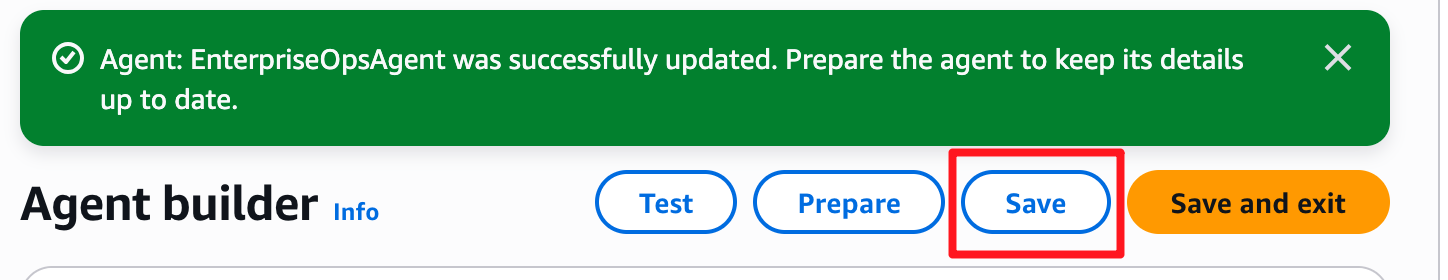 Agent: EnterpriseOpsAgent was successfully updated. Prepare the agent to keep its details
up to date.
Agent builder Info Test Prepare Save Save and exit